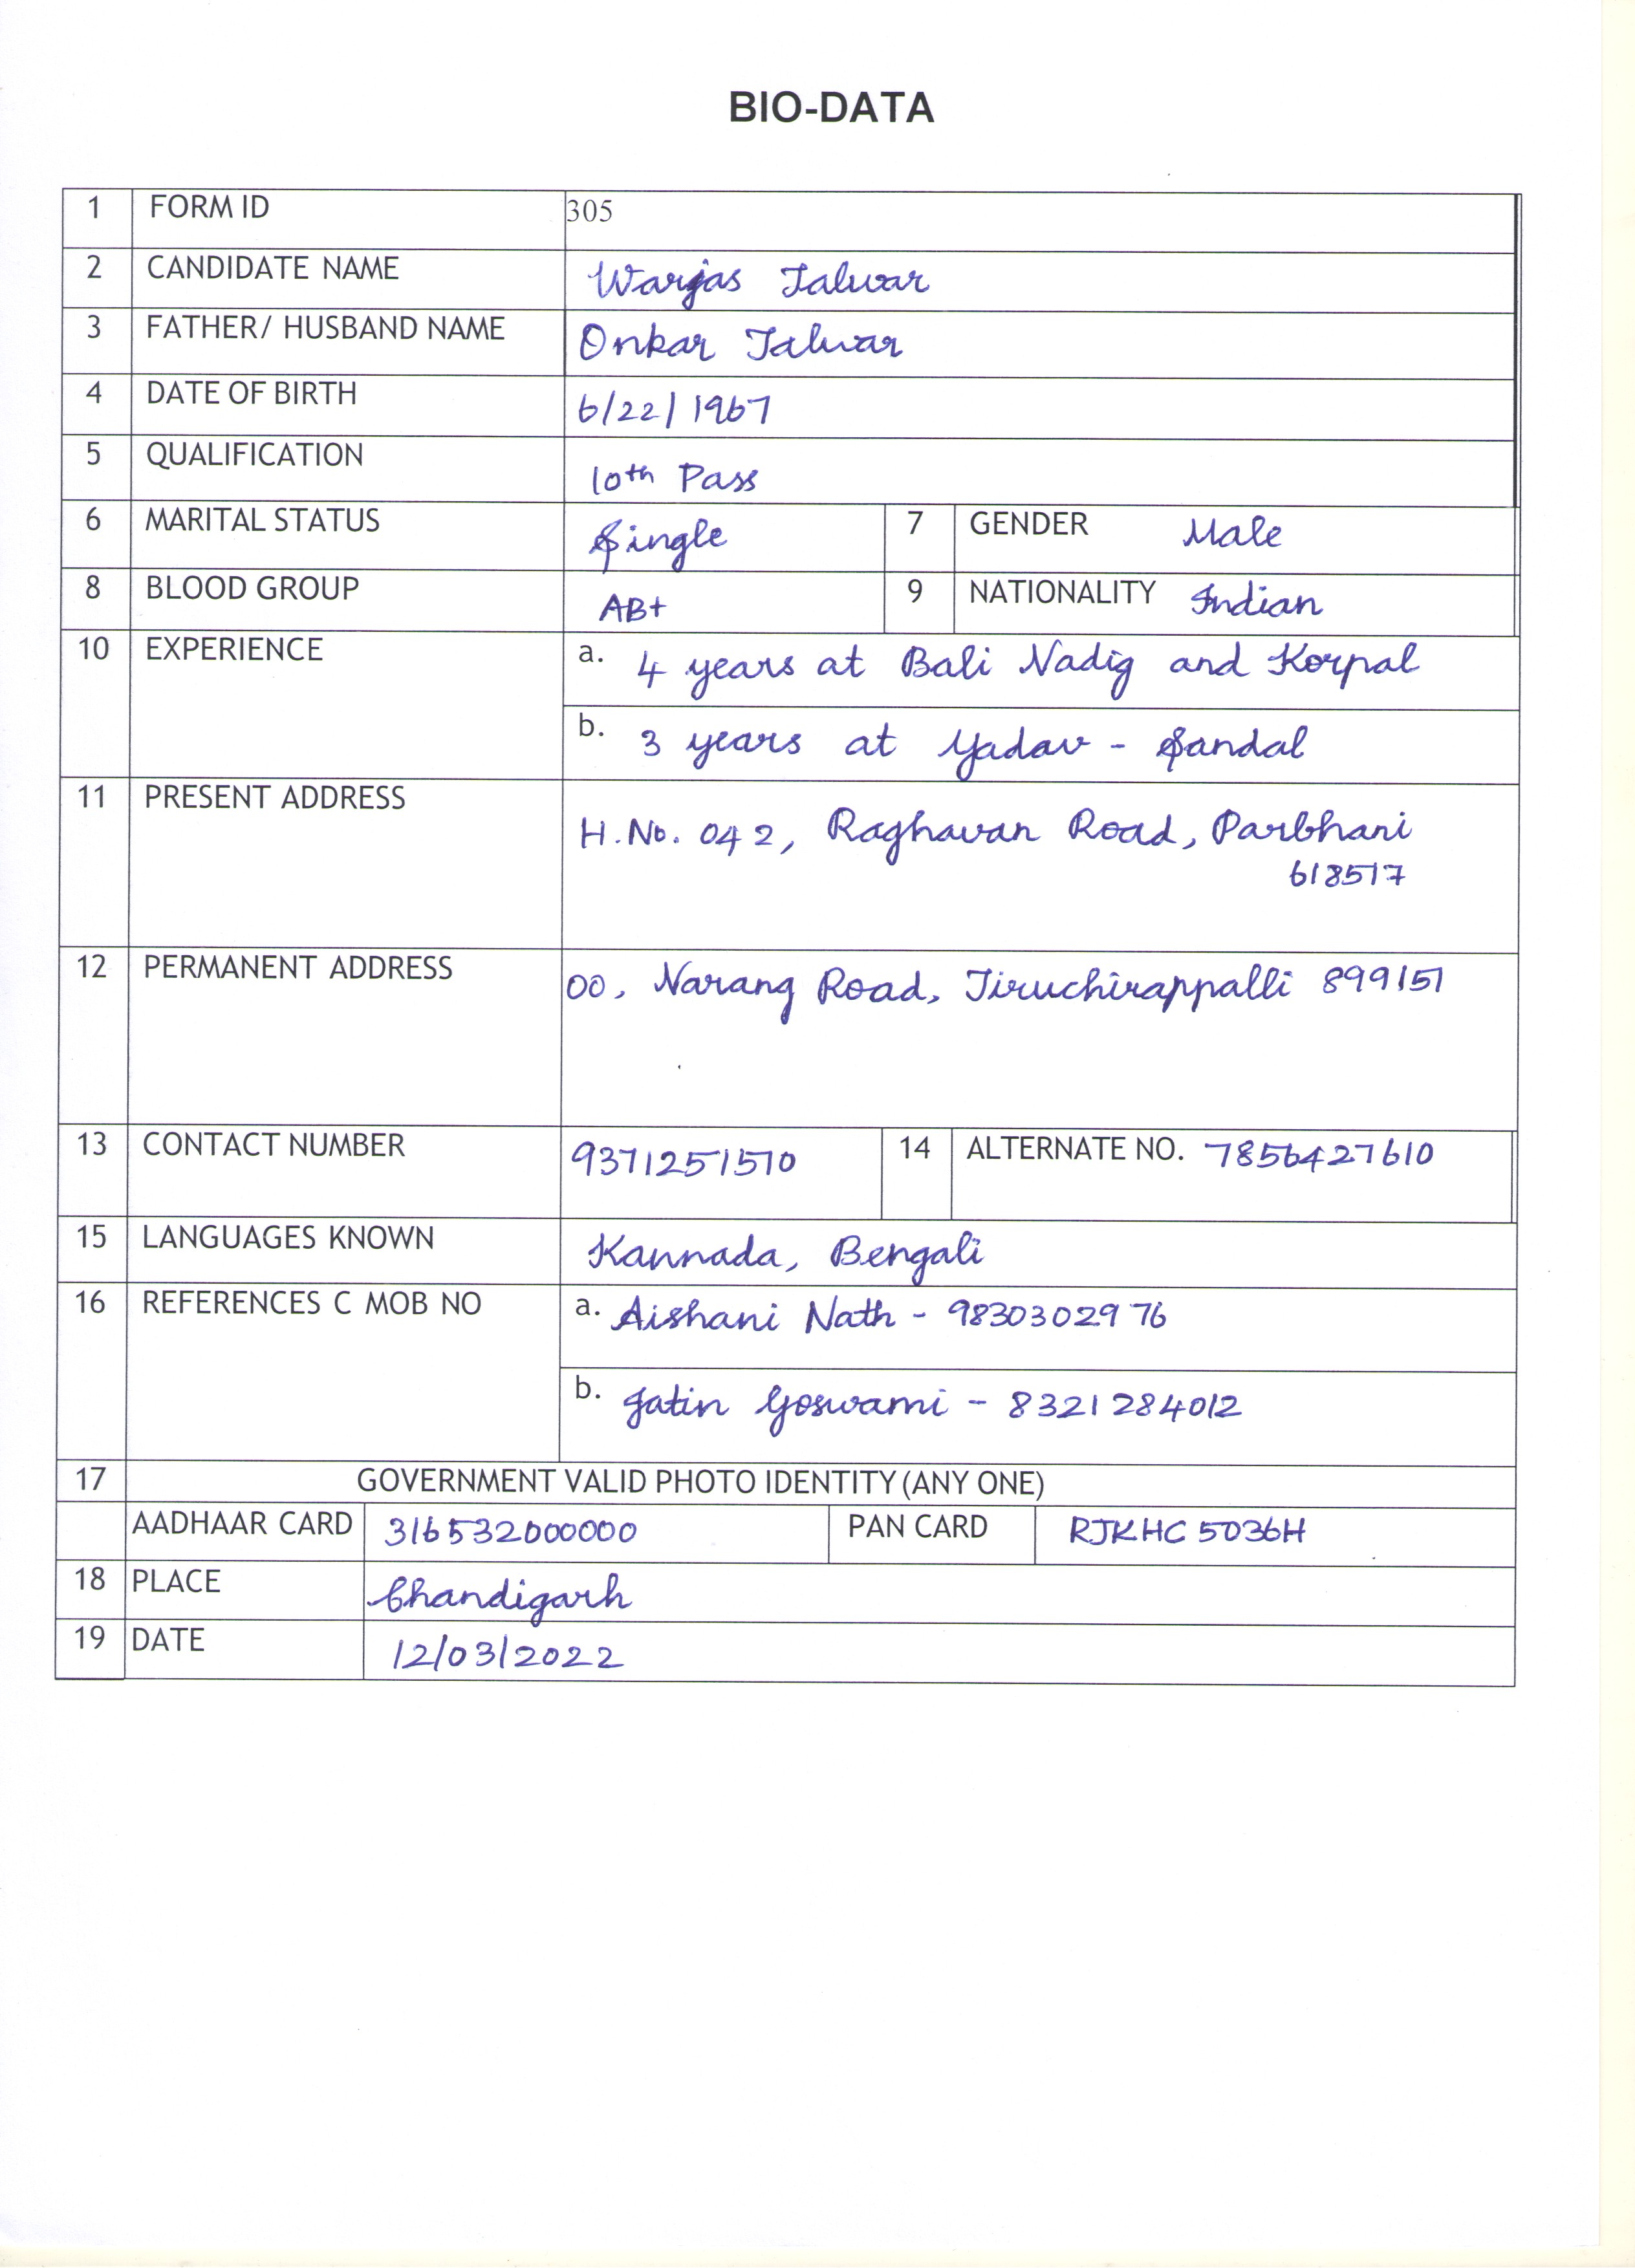 BIO-DATA
1 FORM ID 305
2 CANDIDATE NAME Warjas Talwar
3 FATHER/ HUSBAND NAME Onkar Talwar
4 DATE OF BIRTH 6/22/1967
5 QUALIFICATION 10th Pass
6 MARITAL STATUS Single 7 GENDER Male
8 BLOOD GROUP AB+ 9 NATIONALITY Indian
10 EXPERIENCE a. 4 years at Bali Nadig and Korpal
b. 3 years at Yadav - Sandal
11 PRESENT ADDRESS H.No. 042, Raghavan Road, Parbhani
618517
12 PERMANENT ADDRESS 00, Narang Road, Tiruchirappalli 899151
13 CONTACT NUMBER 9371251510 14 ALTERNATE NO. 7856427610
15 LANGUAGES KNOWN Kannada, Bengali
16 REFERENCES C MOB NO a. Aishani Nath - 9830302976
b. Jatin Goswami - 8321284012
17 GOVERNMENT VALID PHOTO IDENTITY (ANY ONE)
AADHAAR CARD 316532000000 PAN CARD RJKHC5036H
18 PLACE Chandigarh
19 DATE 12/03/2022